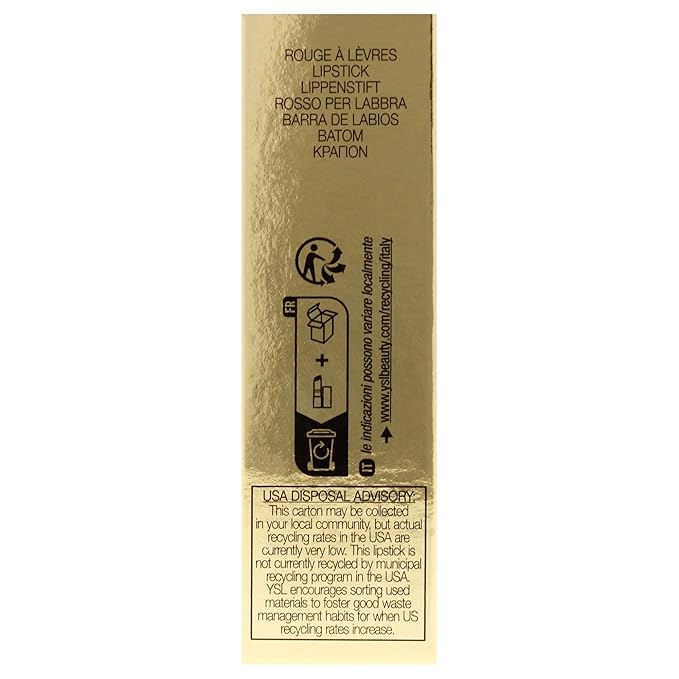 ROUGE À LÈVRES
LIPSTICK
LIPPENSTIFT
ROSSO PER LABBRA
BARRA DE LABIOS
BATOM
ΚΡΑΓΙΟΝ
FR
+
IT le indicazioni possono variare localmente
www.yslbeauty.com/recycling/italy
USA DISPOSAL ADVISORY:
This carton may be collected
in your local community, but actual
recycling rates in the USA are
currently very low. This lipstick is
not currently recycled by municipal
recycling program in the USA.
YSL encourages sorting used
materials to foster good waste
management habits for when US
recycling rates increase.